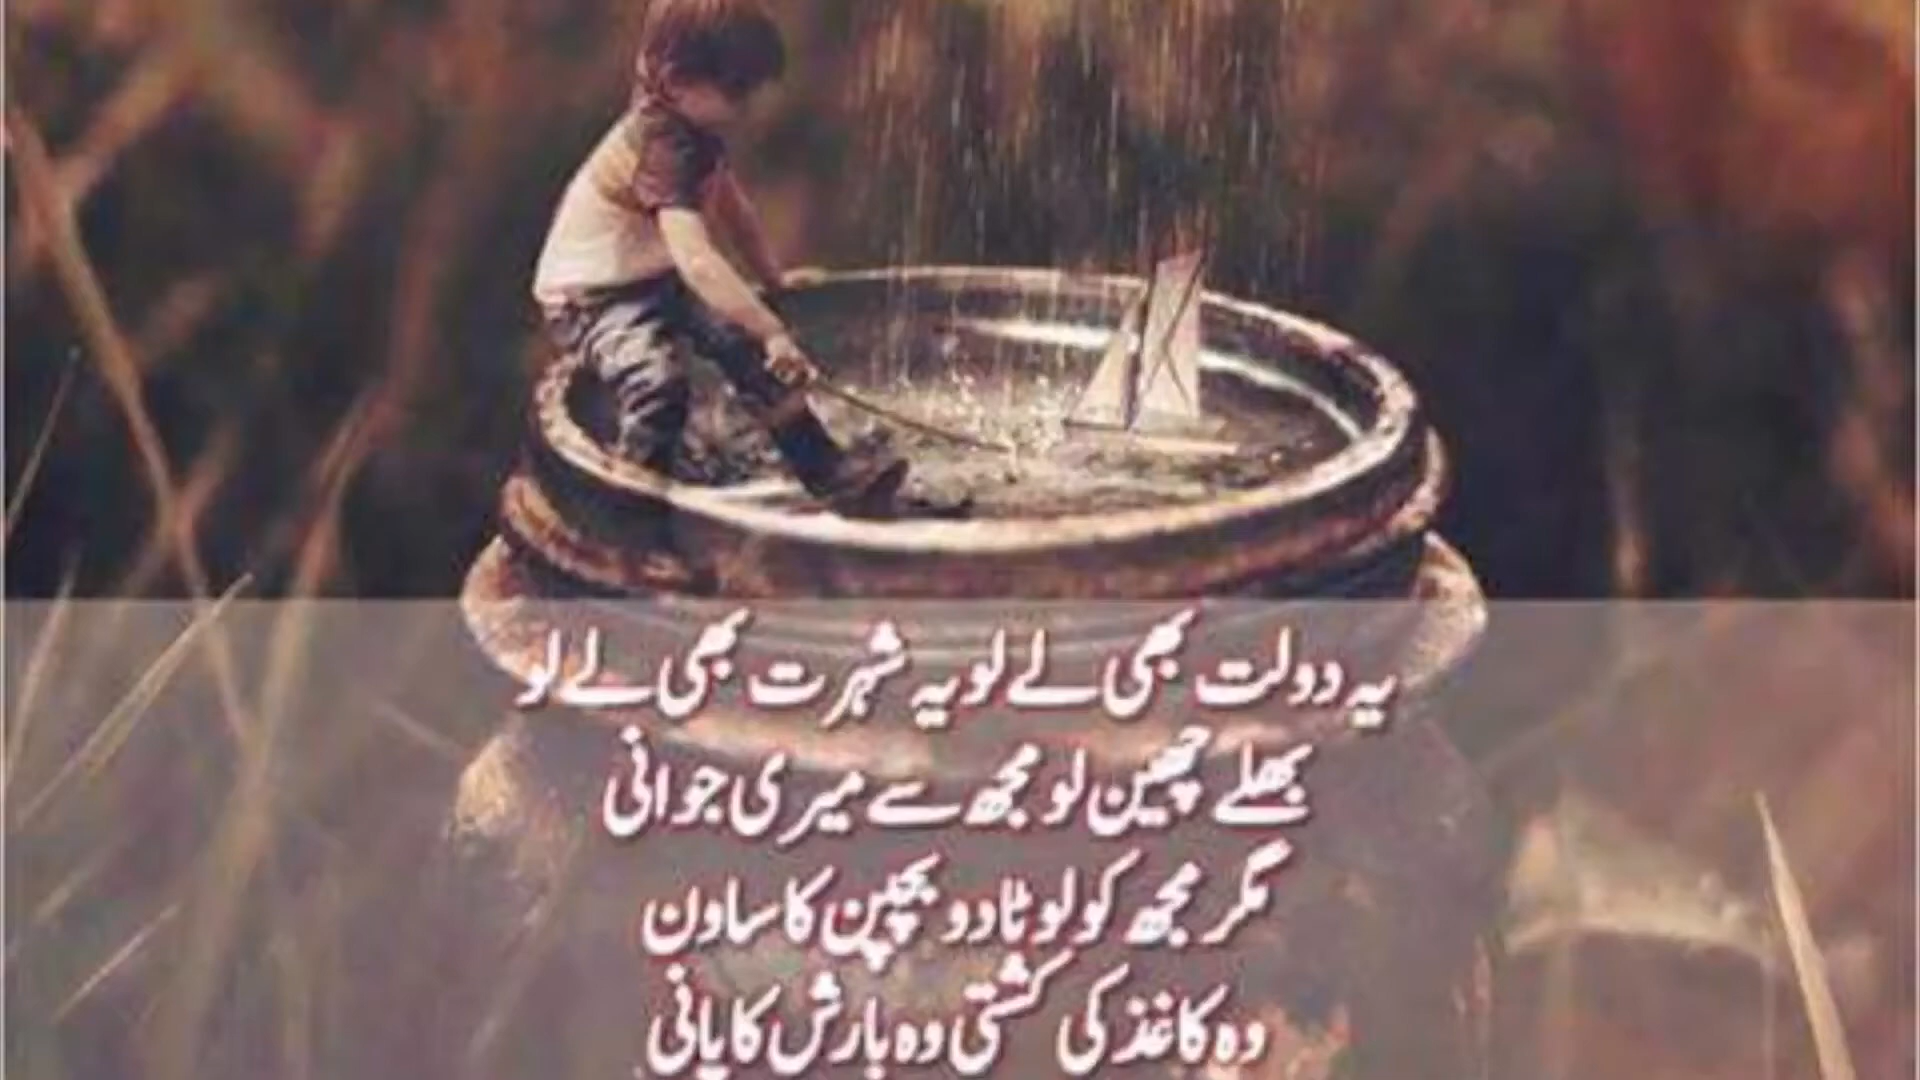 یہ دولت بھی لے لو یہ شہرت بھی لے لو
بھلے چھین لو مجھ سے میری جوانی
مگر مجھ کو لوٹا دو بچپن کا ساون
وہ کاغذ کی کشتی وہ بارش کا پانی